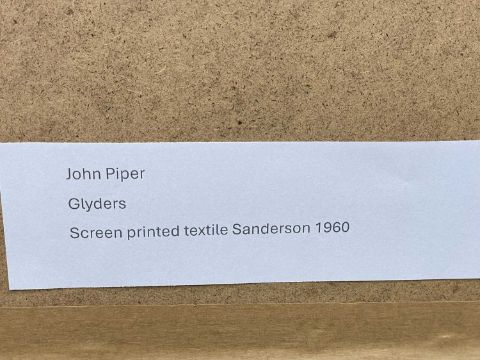 John Piper
Glyders
Screen printed textile Sanderson 1960